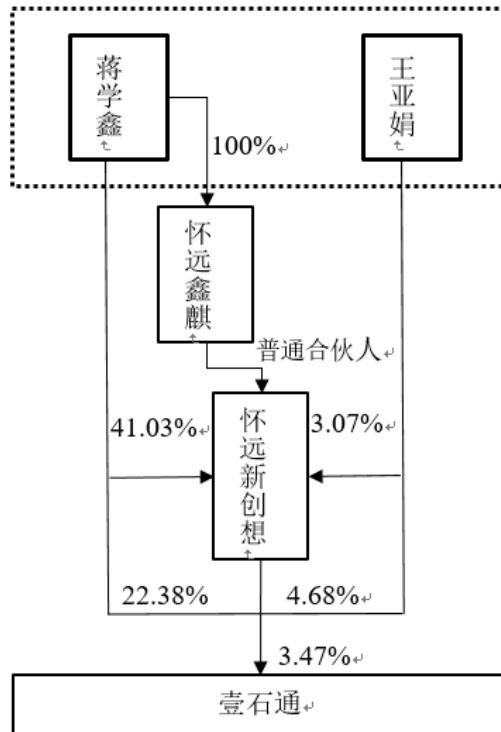 蒋学鑫
王亚娟
100%
怀远鑫麒
普通合伙人
41.03%
怀远新创想
3.07%
22.38%
4.68%
3.47%
壹石通